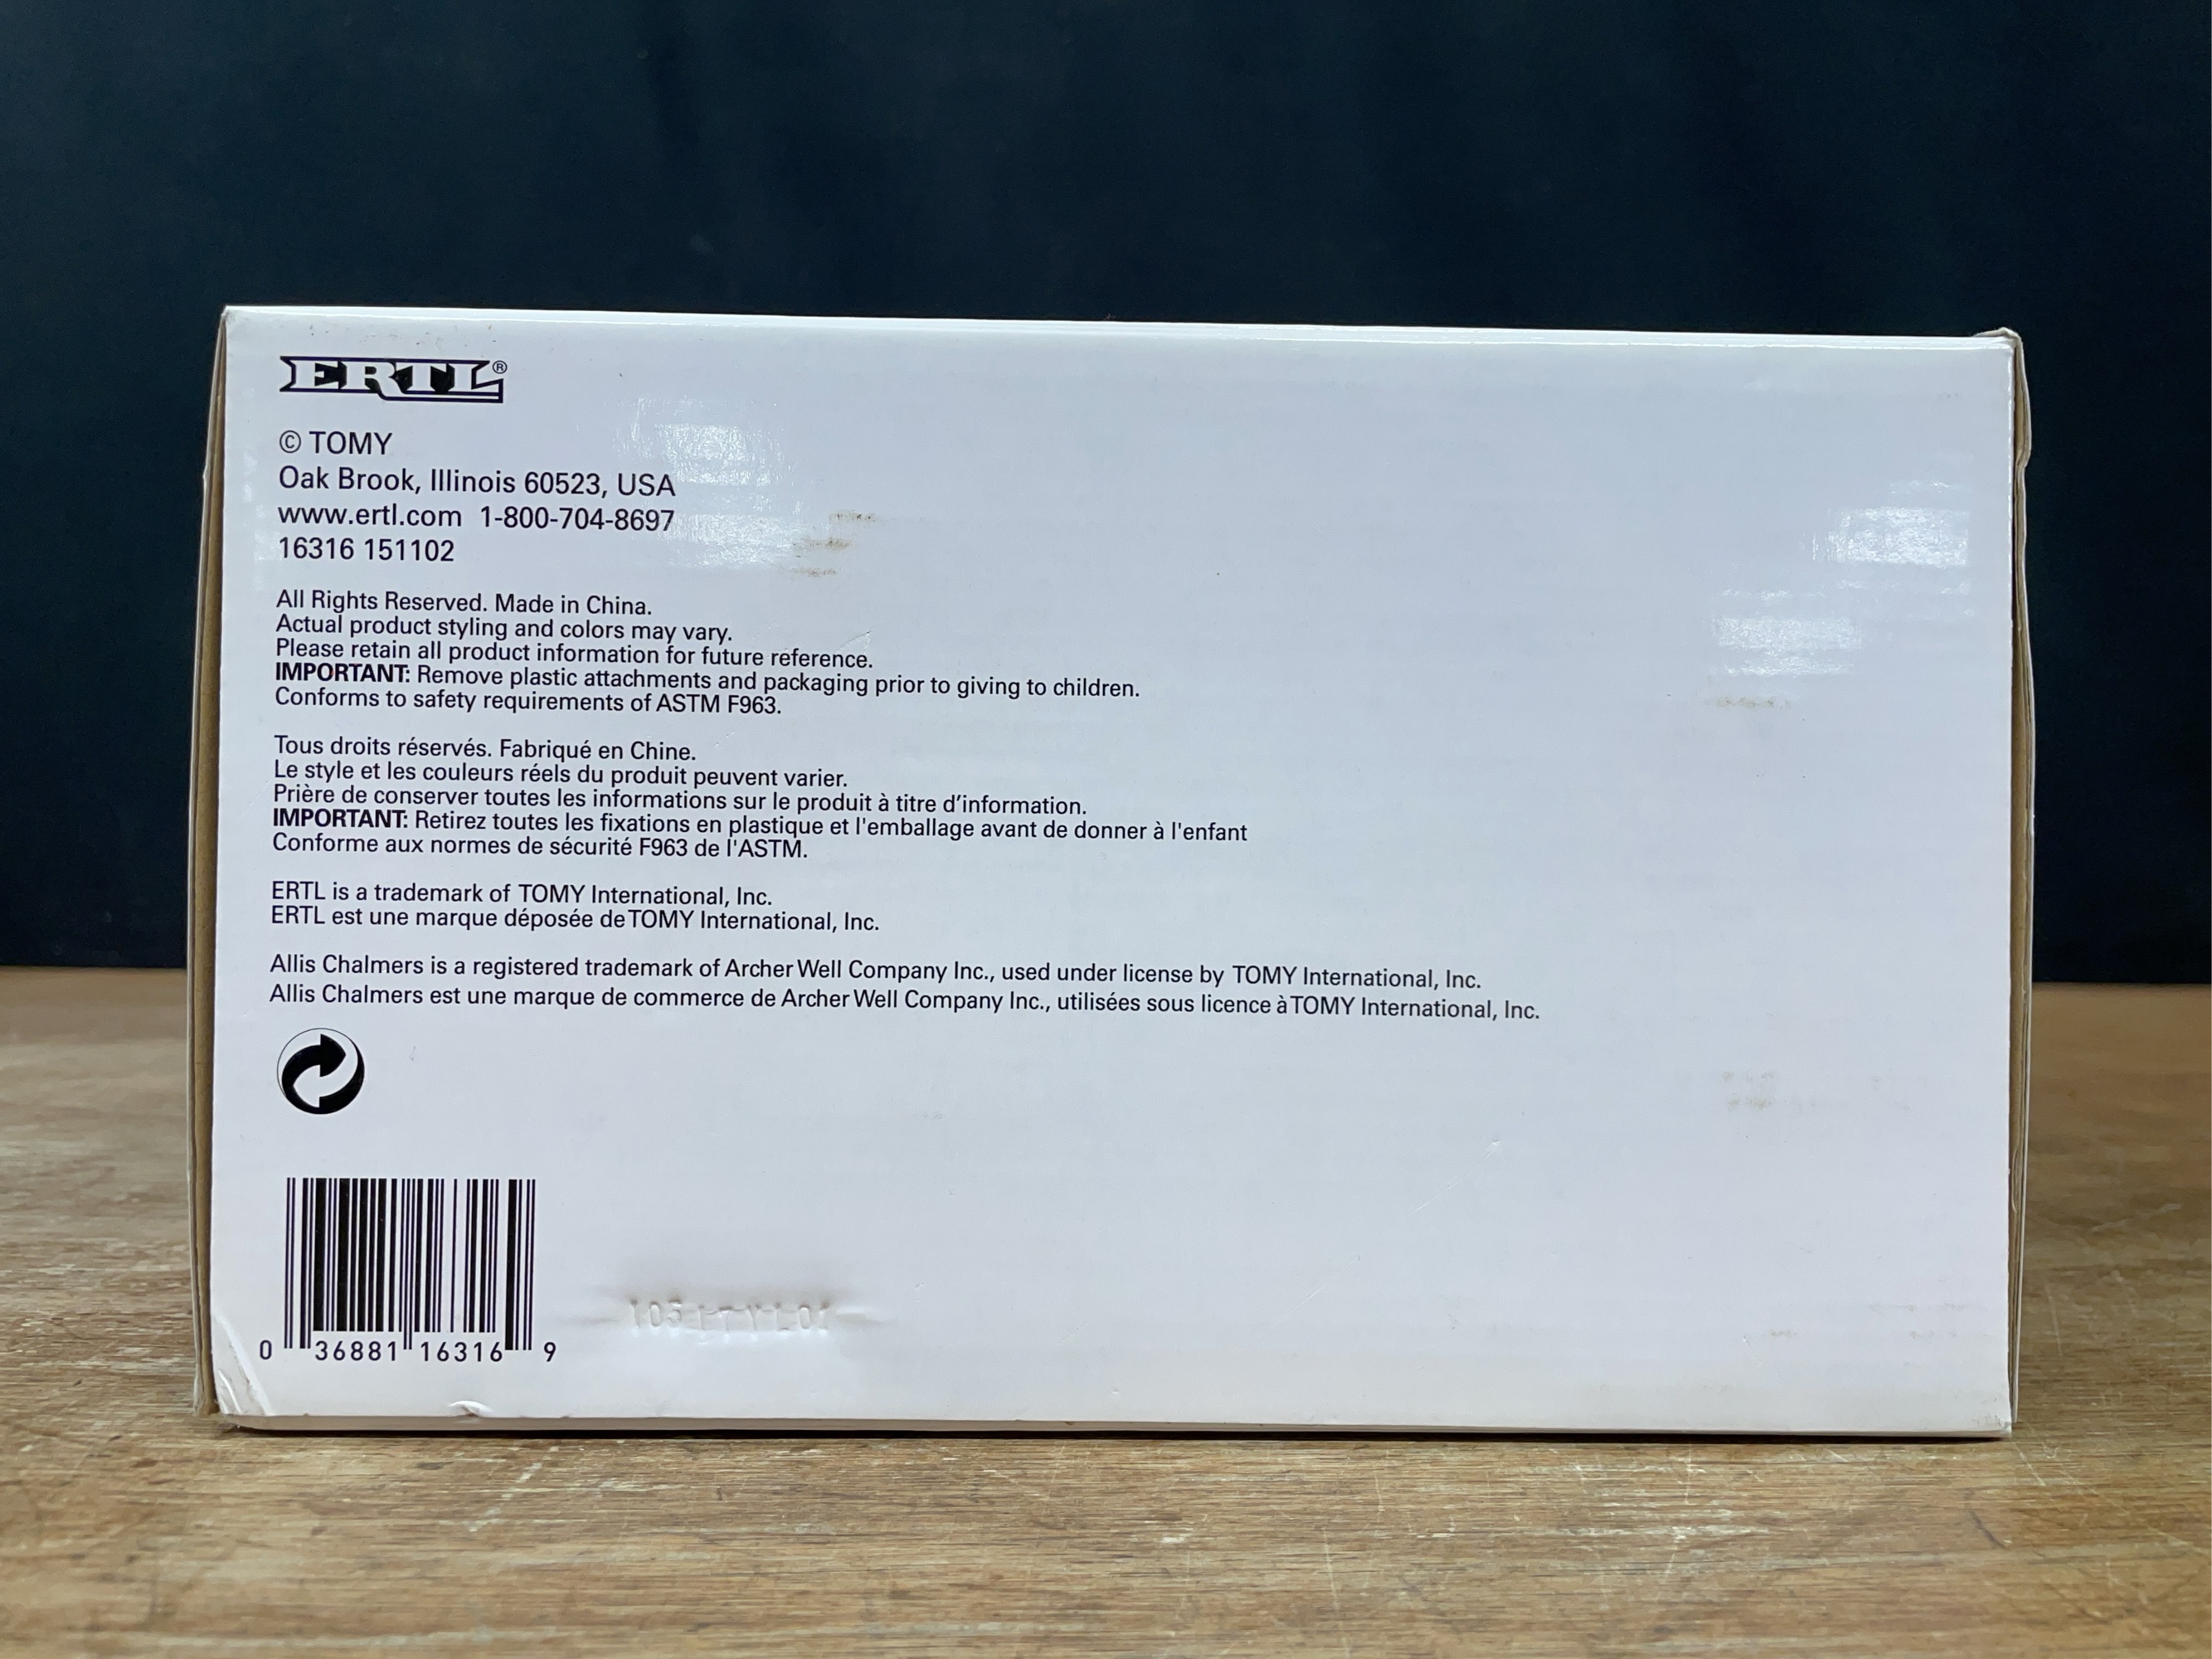 ERTL®
© TOMY
Oak Brook, Illinois 60523, USA
www.ertl.com 1-800-704-8697
16316 151102
All Rights Reserved. Made in China.
Actual product styling and colors may vary.
Please retain all product information for future reference.
IMPORTANT: Remove plastic attachments and packaging prior to giving to children.
Conforms to safety requirements of ASTM F963.
Tous droits réservés. Fabriqué en Chine.
Le style et les couleurs réels du produit peuvent varier.
Prière de conserver toutes les informations sur le produit à titre d’information.
IMPORTANT: Retirez toutes les fixations en plastique et l'emballage avant de donner à l'enfant
Conforme aux normes de sécurité F963 de l'ASTM.
ERTL is a trademark of TOMY International, Inc.
ERTL est une marque déposée de TOMY International, Inc.
Allis Chalmers is a registered trademark of Archer Well Company Inc., used under license by TOMY International, Inc.
Allis Chalmers est une marque de commerce de Archer Well Company Inc., utilisées sous licence à TOMY International, Inc.
0 36881 16316 9